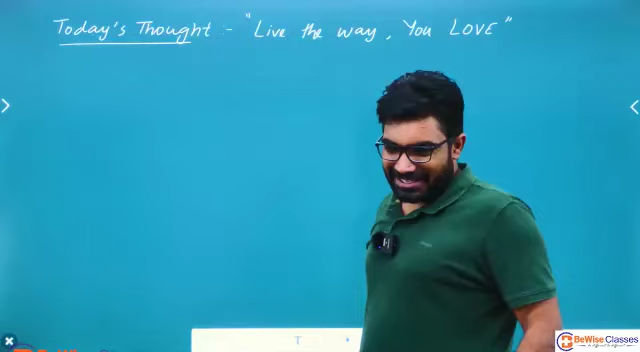 Today's Thought :- "Live the way, You LOVE"
T
BeWise Classes